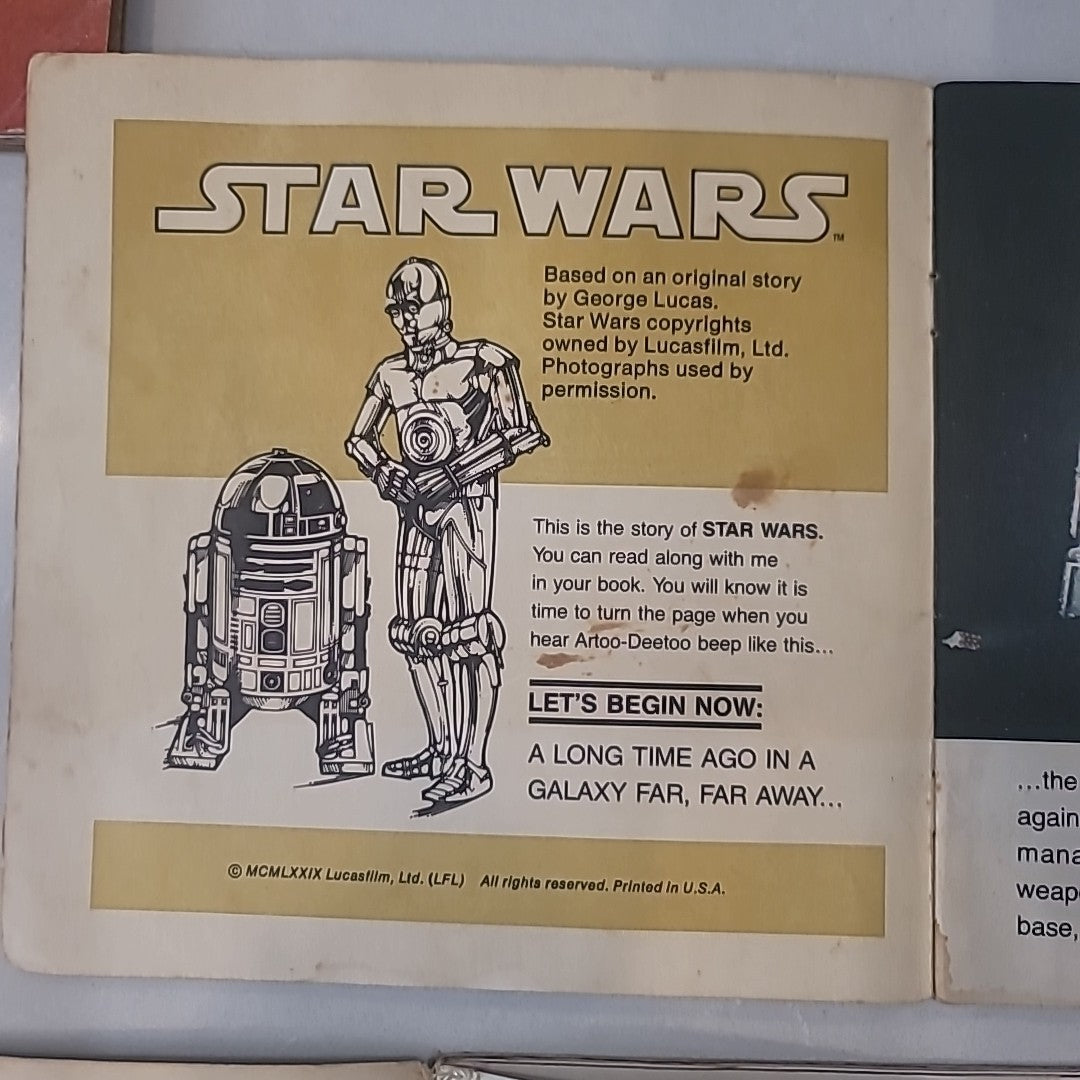 STAR WARS
™
Based on an original story
by George Lucas.
Star Wars copyrights
owned by Lucasfilm, Ltd.
Photographs used by
permission.
This is the story of STAR WARS.
You can read along with me
in your book. You will know it is
time to turn the page when you
hear Artoo-Deetoo beep like this...
LET'S BEGIN NOW:
A LONG TIME AGO IN A
GALAXY FAR, FAR AWAY...
© MCMLXXIX Lucasfilm, Ltd. (LFL) All rights reserved. Printed in U.S.A.
...the
again
mana
weap
base,